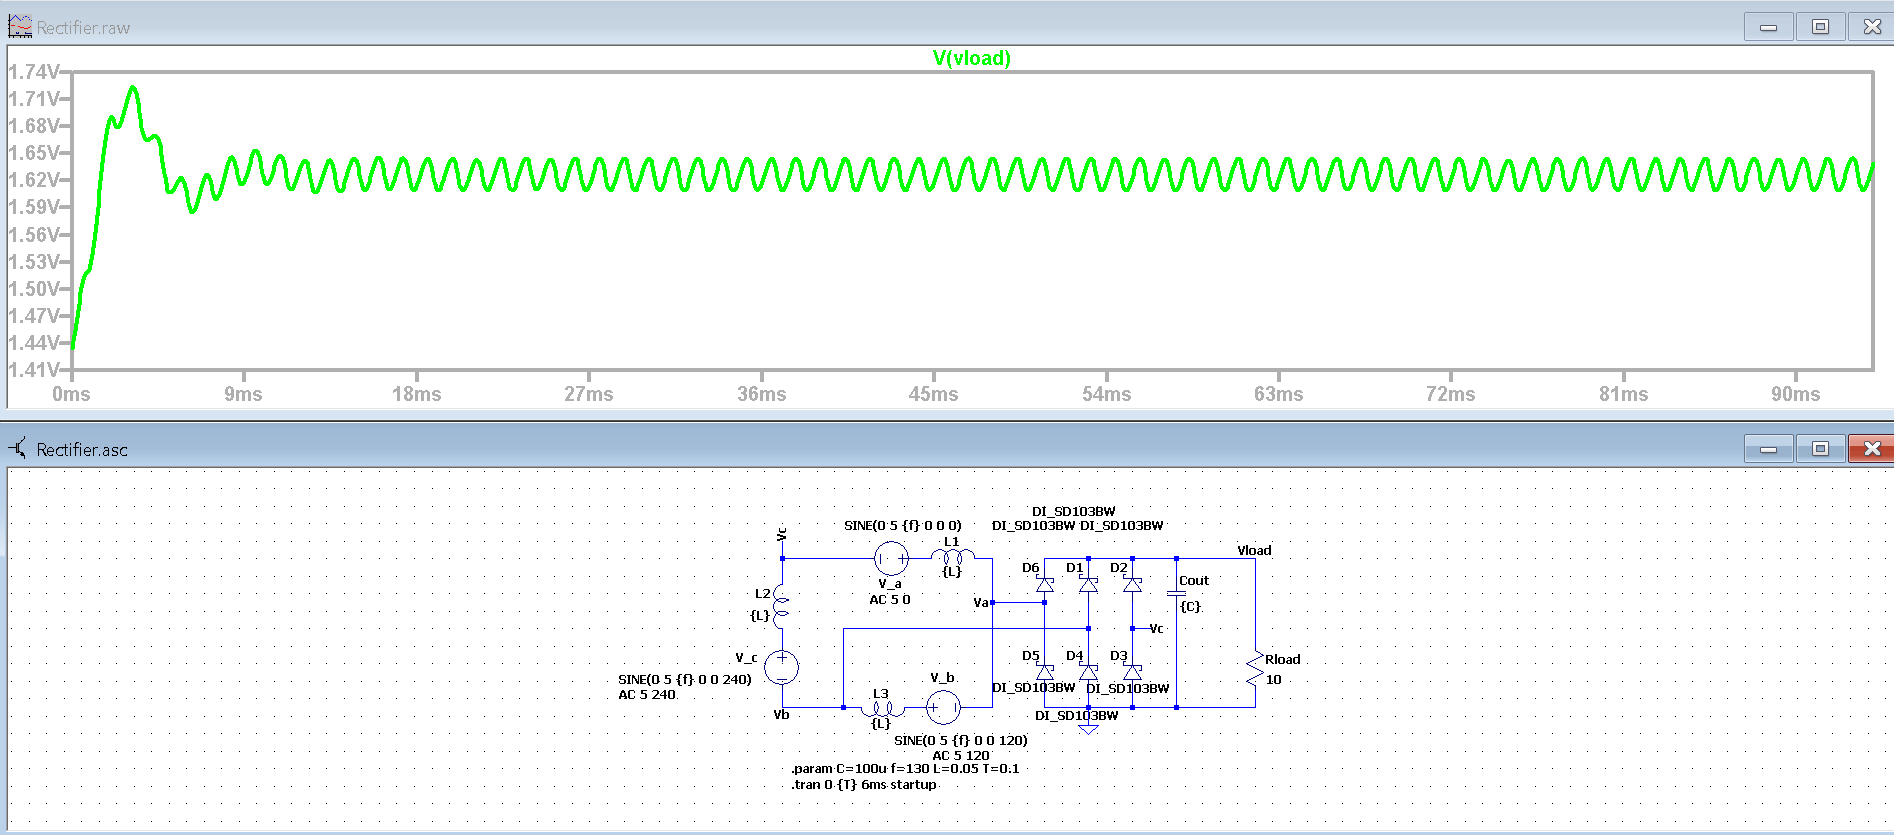 Rectifier.raw
V(vload)
1.74V
1.71V
1.68V
1.65V
1.62V
1.59V
1.56V
1.53V
1.50V
1.47V
1.44V
1.41V
0ms 9ms 18ms 27ms 36ms 45ms 54ms 63ms 72ms 81ms 90ms
Rectifier.asc
DI_SD103BW
SINE(0 5 {f} 0 0 0) DI_SD103BW DI_SD103BW
Vc
L1
{L}
V_a
AC 5 0
Vload
D6 D1 D2
Cout
{C}
L2
{L}
Va
Vc
V_c
D5 D4 D3
Rload
10
SINE(0 5 {f} 0 0 240)
AC 5 240
V_b
DI_SD103BW DI_SD103BW
L3
{L}
Vb
DI_SD103BW
SINE(0 5 {f} 0 0 120)
AC 5 120
.param C=100u f=130 L=0.05 T=0.1
.tran 0 {T} 6ms startup